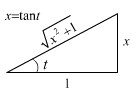 x=tant
√x²+1
x
t
1